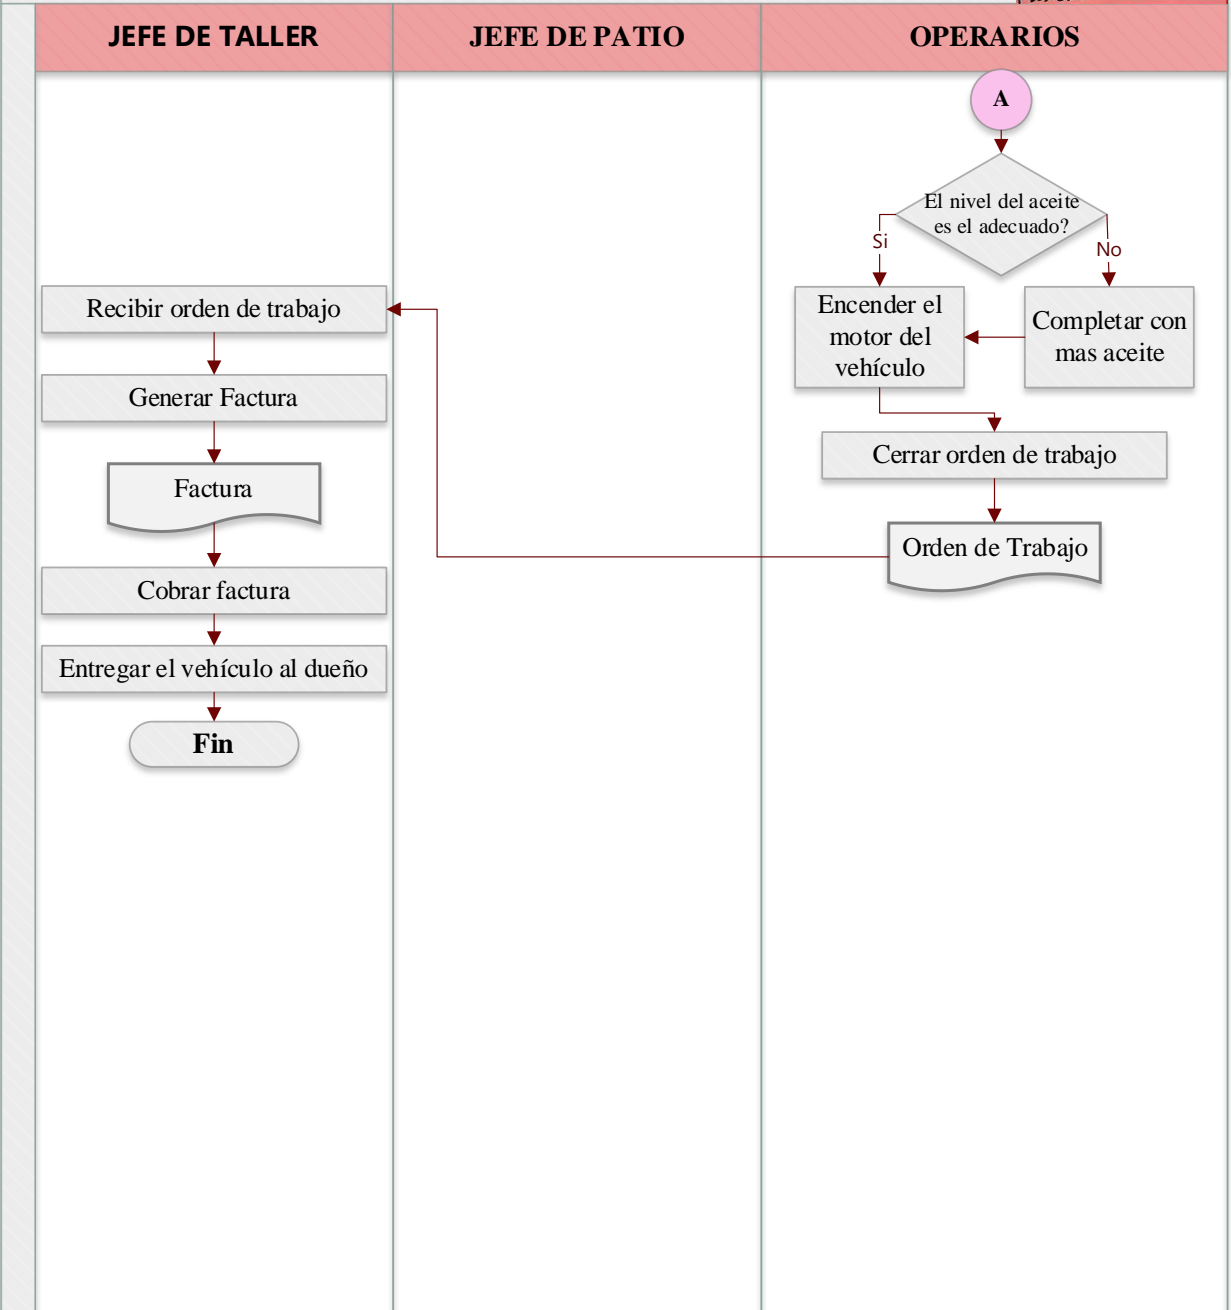 JEFE DE TALLER
JEFE DE PATIO
OPERARIOS
A
El nivel del aceite
es el adecuado?
Si
No
Recibir orden de trabajo
Encender el
motor del
vehículo
Completar con
mas aceite
Generar Factura
Cerrar orden de trabajo
Factura
Orden de Trabajo
Cobrar factura
Entregar el vehículo al dueño
Fin